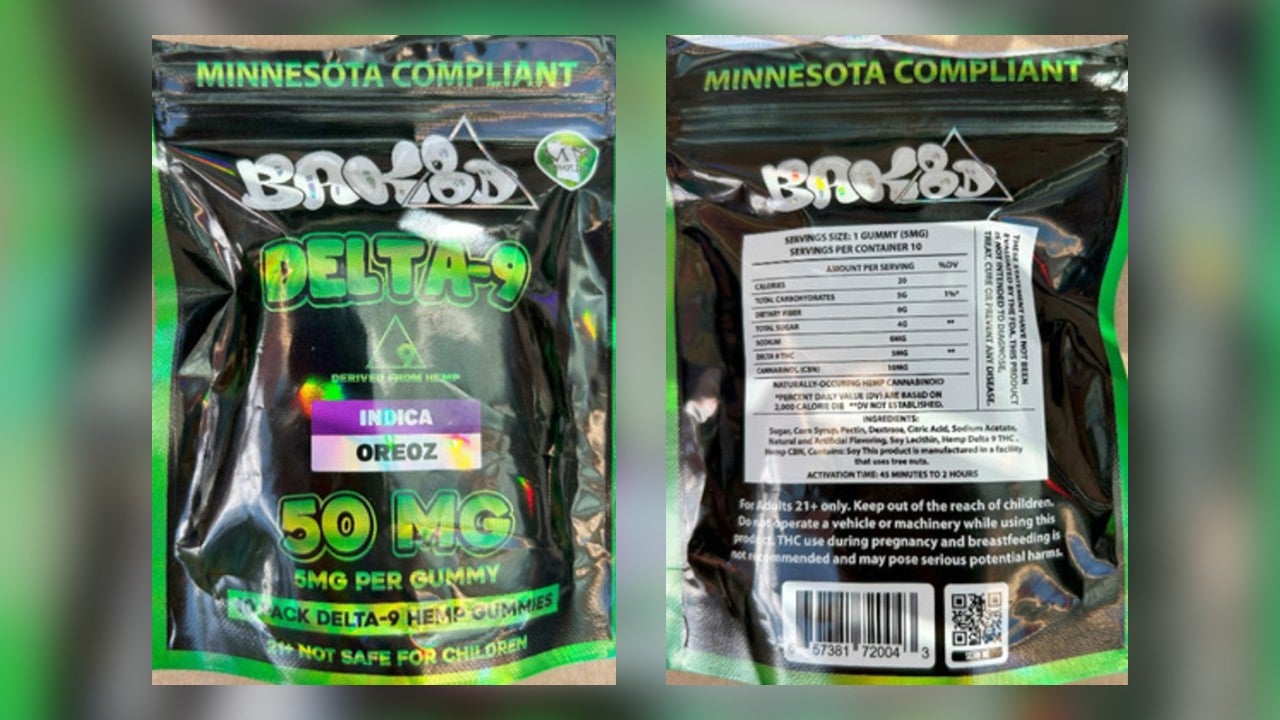 MINNESOTA COMPLIANT
BAK8D
DELTA-9
9
DERIVED FROM HEMP
INDICA
OREOZ
50 MG
5MG PER GUMMY
10 PACK DELTA-9 HEMP GUMMIES
21+ NOT SAFE FOR CHILDREN
MINNESOTA COMPLIANT
BAK8D
SERVINGS SIZE: 1 GUMMY (5MG)
SERVINGS PER CONTAINER 10
AMOUNT PER SERVING %DV
CALORIES 20
TOTAL CARBOHYDRATES 5G 1%*
DIETARY FIBER 0G
TOTAL SUGAR 4G **
SODIUM 0MG
DELTA 9 THC 5MG **
CANNABINOL (CBN) 10MG
NATURALLY-OCCURING HEMP CANNABINOID
*PERCENT DAILY VALUE (DV) ARE BASED ON
2,000 CALORIE DIE **DV NOT ESTABLISHED.
THESE STATEMENT HAVE NOT BEEN
EVALUATED BY THE FDA. THIS PRODUCT
IS NOT INTENDED TO DIAGNOSE,
TREAT, CURE OR PREVENT ANY DISEASE.
INGREDIENTS:
Sugar, Corn Syrup, Pectin, Dextrose, Citric Acid, Sodium Acetate,
Natural and Artificial Flavoring, Soy Lecithin, Hemp Delta 9 THC .
Hemp CBN, Contains: Soy This product is manufactured in a facility
that uses tree nuts.
ACTIVATION TIME: 45 MINUTES TO 2 HOURS
For Adults 21+ only. Keep out of the reach of children.
Do not operate a vehicle or machinery while using this
product. THC use during pregnancy and breastfeeding is
not recommended and may pose serious potential harms.
57381 72004 3